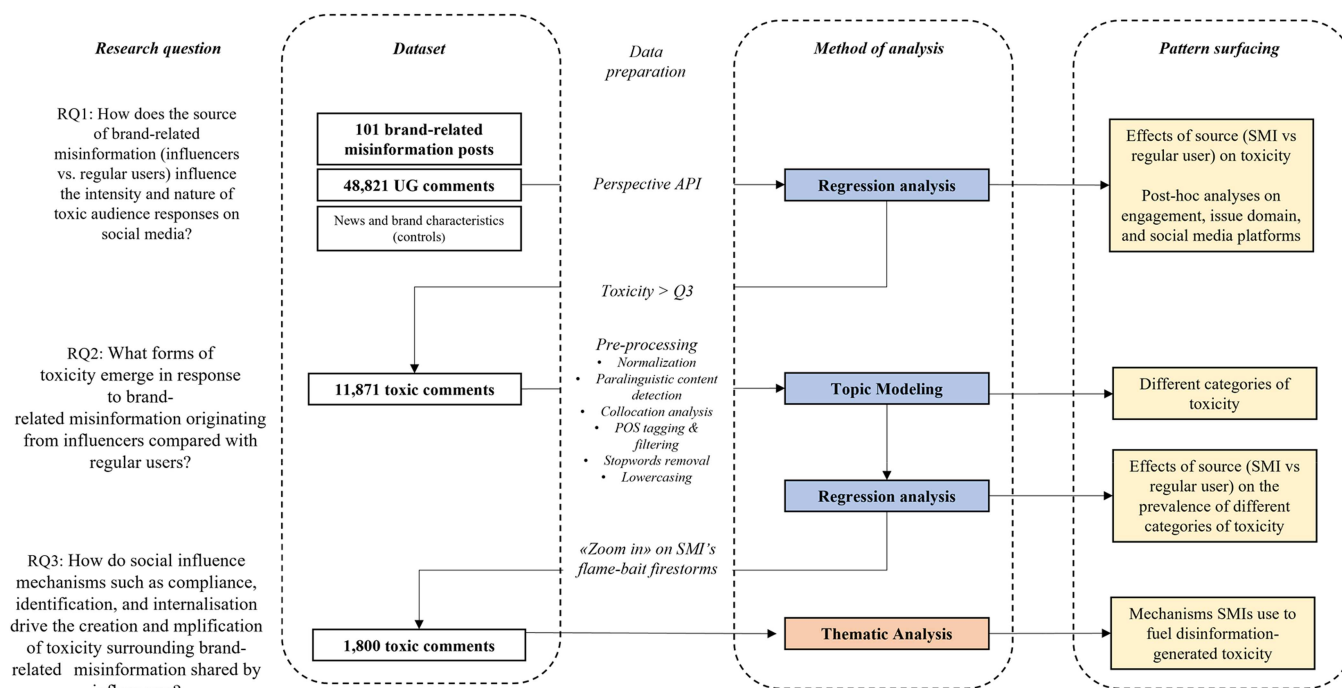 Research question
Dataset
Data
preparation
Method of analysis
Pattern surfacing
RQ1: How does the source
of brand-related
misinformation (influencers
vs. regular users) influence
the intensity and nature of
toxic audience responses on
social media?
101 brand-related
misinformation posts
48,821 UG comments
News and brand characteristics
(controls)
Perspective API
Regression analysis
Effects of source (SMI vs
regular user) on toxicity
Post-hoc analyses on
engagement, issue domain,
and social media platforms
Toxicity > Q3
RQ2: What forms of
toxicity emerge in response
to brand-
related misinformation originating
from influencers compared with
regular users?
11,871 toxic comments
Pre-processing
• Normalization
• Paralinguistic content
detection
• Collocation analysis
• POS tagging &
filtering
• Stopwords removal
• Lowercasing
Topic Modeling
Different categories of
toxicity
Regression analysis
Effects of source (SMI vs
regular user) on the
prevalence of different
categories of toxicity
«Zoom in» on SMI's
flame-bait firestorms
RQ3: How do social influence
mechanisms such as compliance,
identification, and internalisation
drive the creation and mplification
of toxicity surrounding brand-
related misinformation shared by
1,800 toxic comments
Thematic Analysis
Mechanisms SMIs use to
fuel disinformation-
generated toxicity